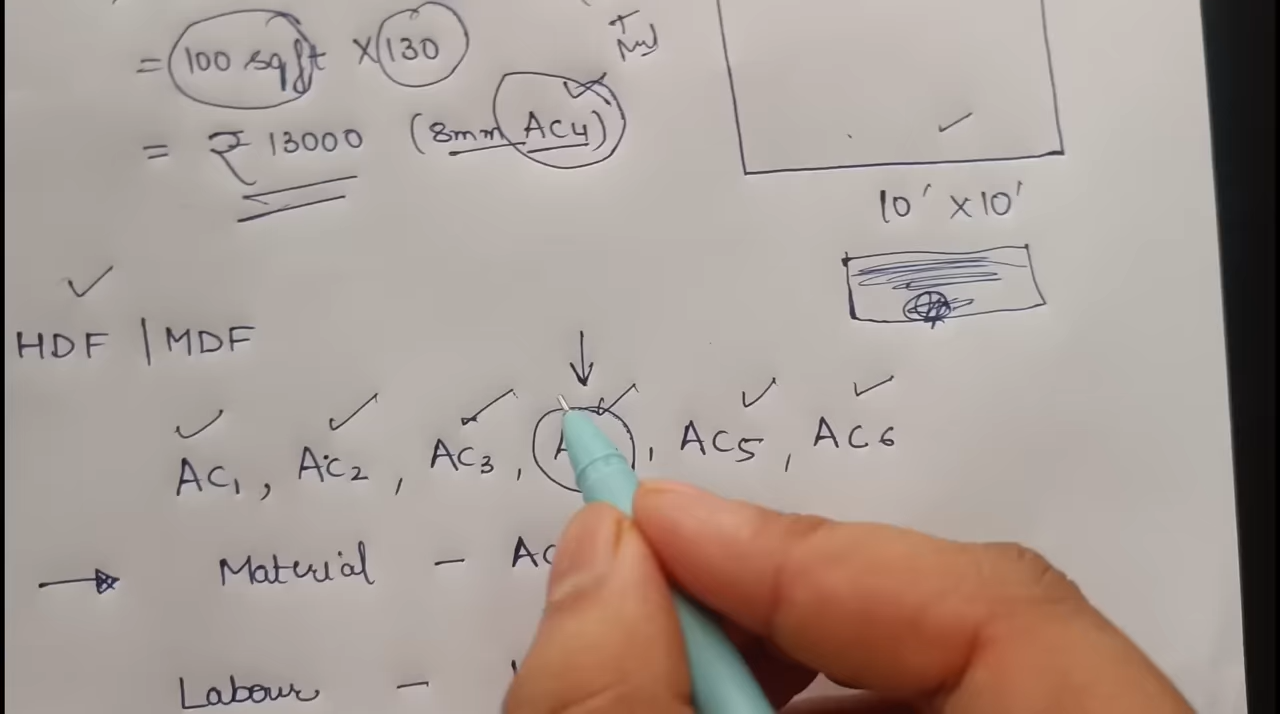 = 100 sqft × 130
= ₹ 13000 (8mm AC4)
10' × 10'
HDF | MDF
AC1, AC2, AC3, A , AC5, AC6
→ Material - AC
Labour -